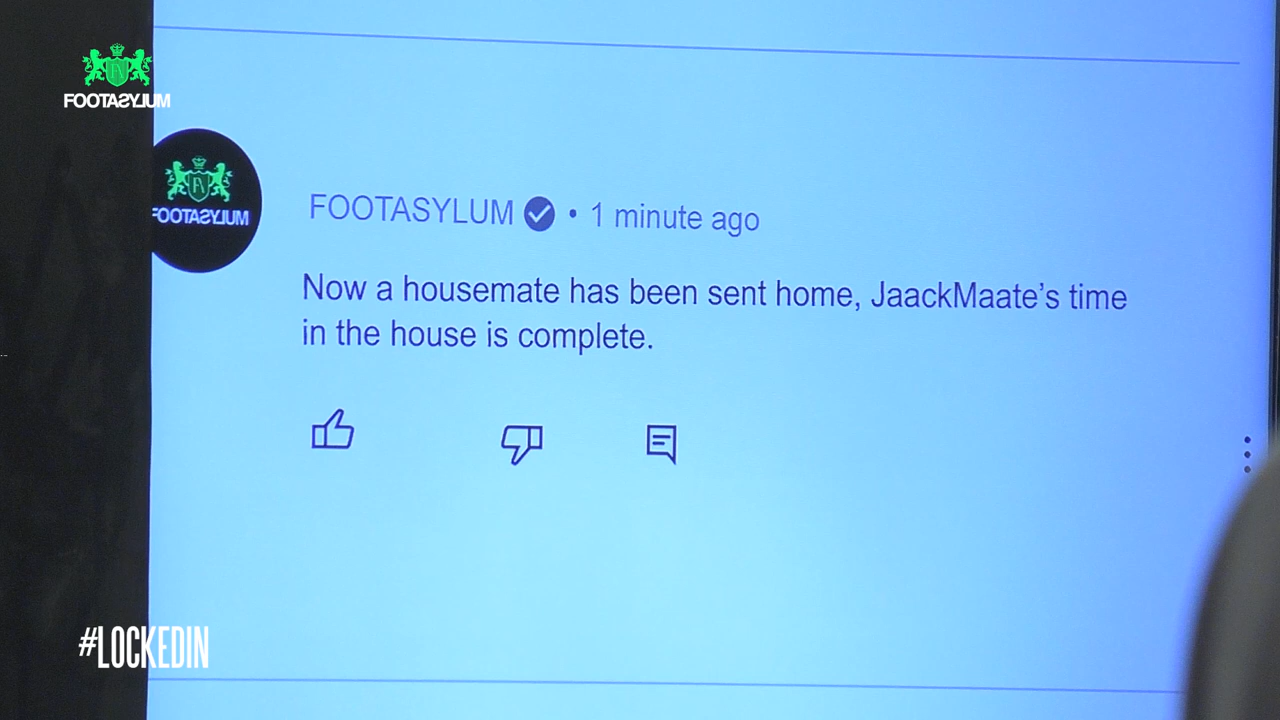 FOOTASYLUM
FOOTASYLUM
FOOTASYLUM • 1 minute ago
Now a housemate has been sent home, JaackMaate's time
in the house is complete.
#LOCKEDIN